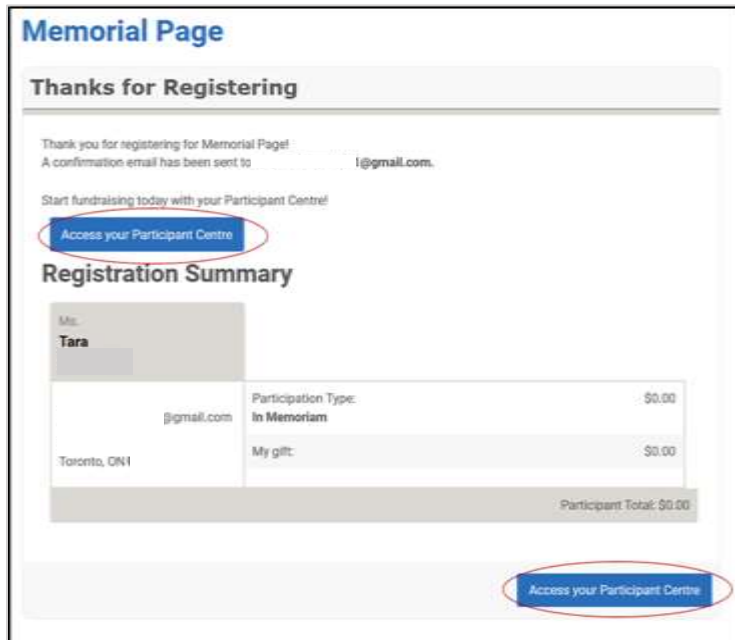 Memorial Page
Thanks for Registering
Thank you for registering for Memorial Page!
A confirmation email has been sent to @gmail.com.
Start fundraising today with your Participant Centre!
Access your Participant Centre
Registration Summary
Ms.
Tara
@gmail.com
Toronto, ON
Participation Type: $0.00
In Memoriam
My gift: $0.00
Participant Total: $0.00
Access your Participant Centre